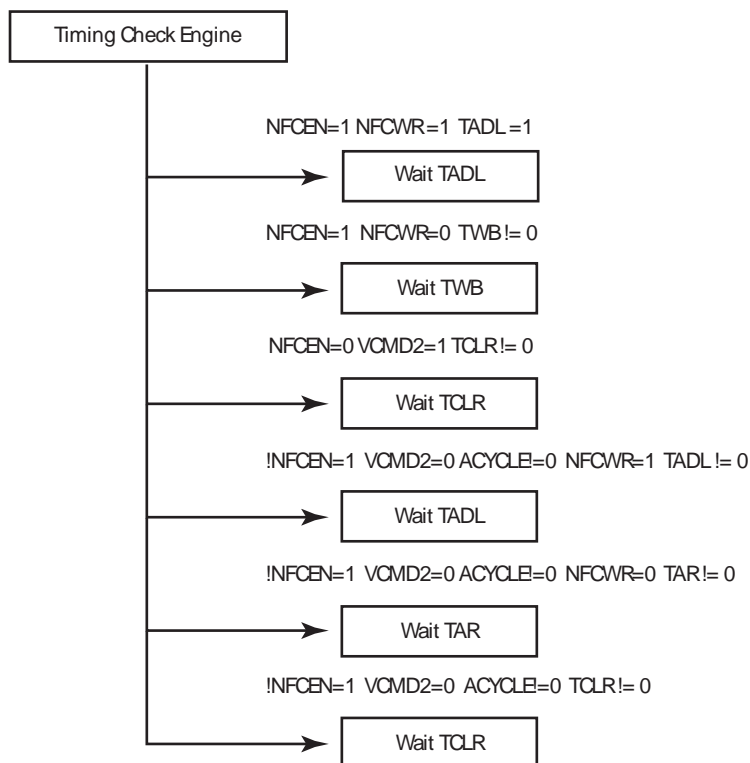 Timing Check Engine
NFCEN=1 NFCWR=1 TADL =1
Wait TADL
NFCEN=1 NFCWR=0 TWB != 0
Wait TWB
NFCEN=0 VCMD2=1 TCLR != 0
Wait TCLR
!NFCEN=1 VCMD2=0 ACYCLE!=0 NFCWR=1 TADL != 0
Wait TADL
!NFCEN=1 VCMD2=0 ACYCLE!=0 NFCWR=0 TAR != 0
Wait TAR
!NFCEN=1 VCMD2=0 ACYCLE!=0 TCLR != 0
Wait TCLR